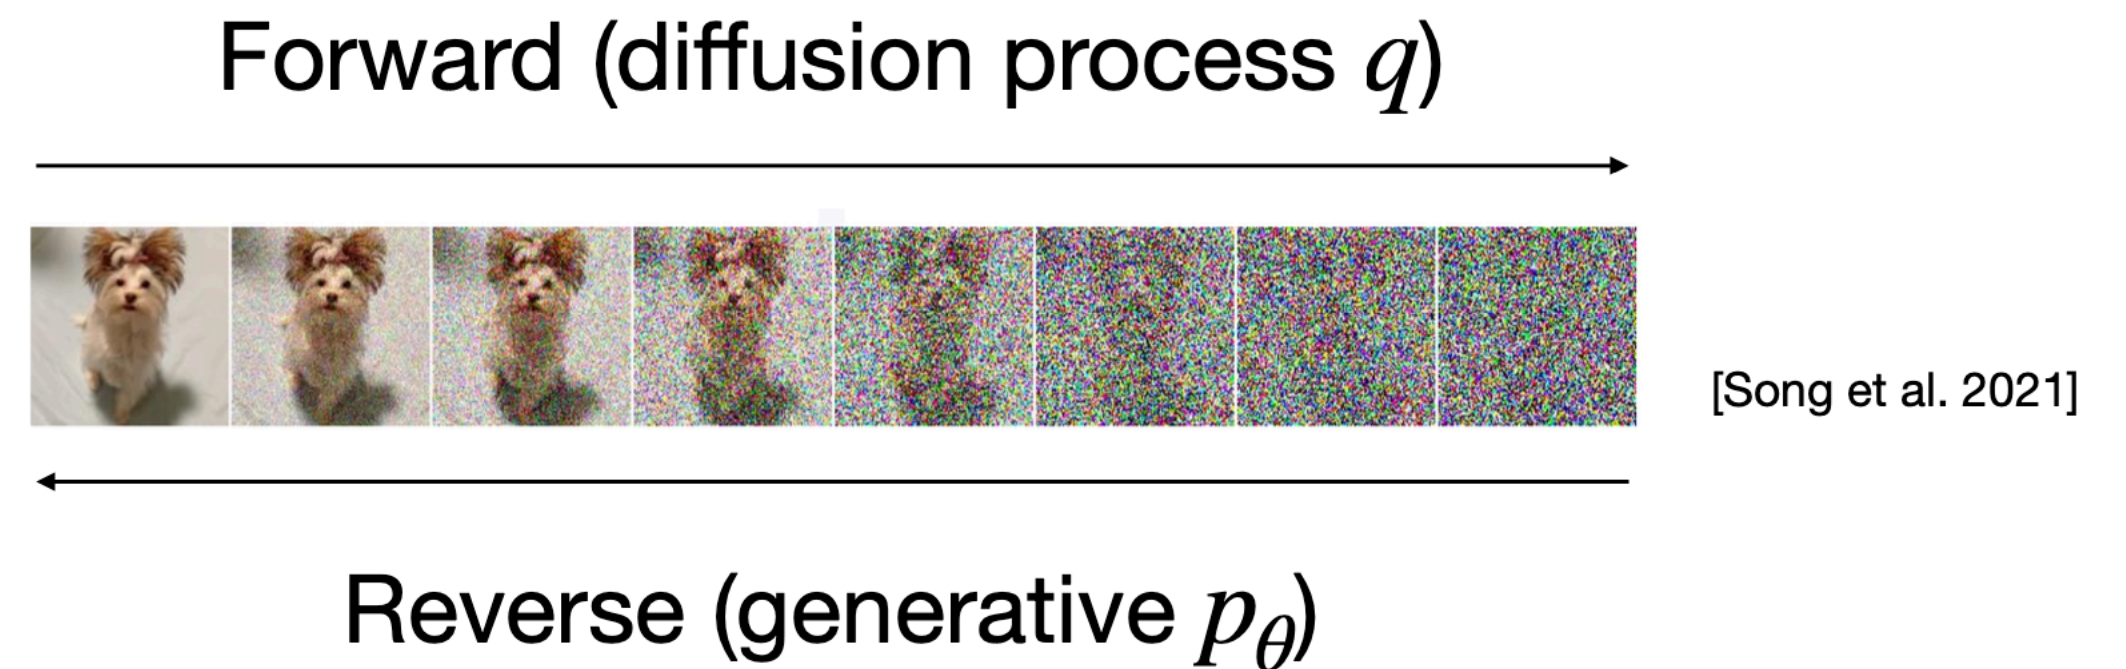 Forward (diffusion process q)
[Song et al. 2021]
Reverse (generative pθ)